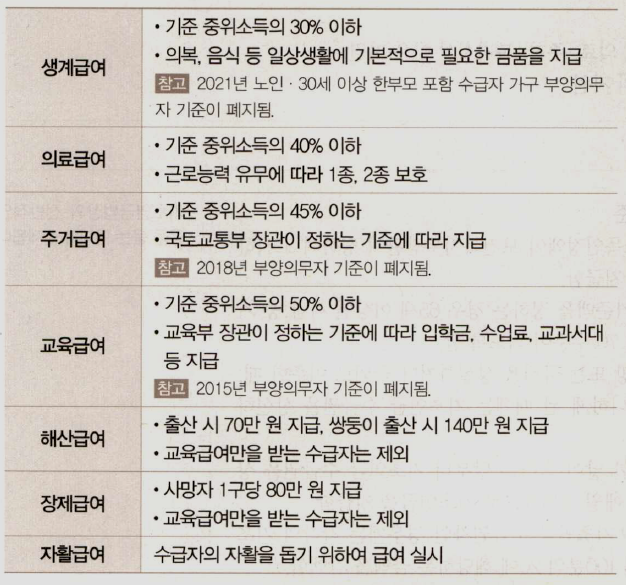 생계급여
· 기준 중위소득의 30% 이하
· 의복, 음식 등 일상생활에 기본적으로 필요한 금품을 지급
참고 2021년 노인 · 30세 이상 한부모 포함 수급자 가구 부양의무
자 기준이 폐지됨.
의료급여
· 기준 중위소득의 40% 이하
· 근로능력 유무에 따라 1종, 2종 보호
주거급여
· 기준 중위소득의 45% 이하
· 국토교통부 장관이 정하는 기준에 따라 지급
참고 2018년 부양의무자 기준이 폐지됨.
교육급여
· 기준 중위소득의 50% 이하
· 교육부 장관이 정하는 기준에 따라 입학금, 수업료, 교과서대
등 지급
참고 2015년 부양의무자 기준이 폐지됨.
해산급여
· 출산 시 70만 원 지급, 쌍둥이 출산 시 140만 원 지급
· 교육급여만을 받는 수급자는 제외
장제급여
· 사망자 1구당 80만 원 지급
· 교육급여만을 받는 수급자는 제외
자활급여
수급자의 자활을 돕기 위하여 급여 실시